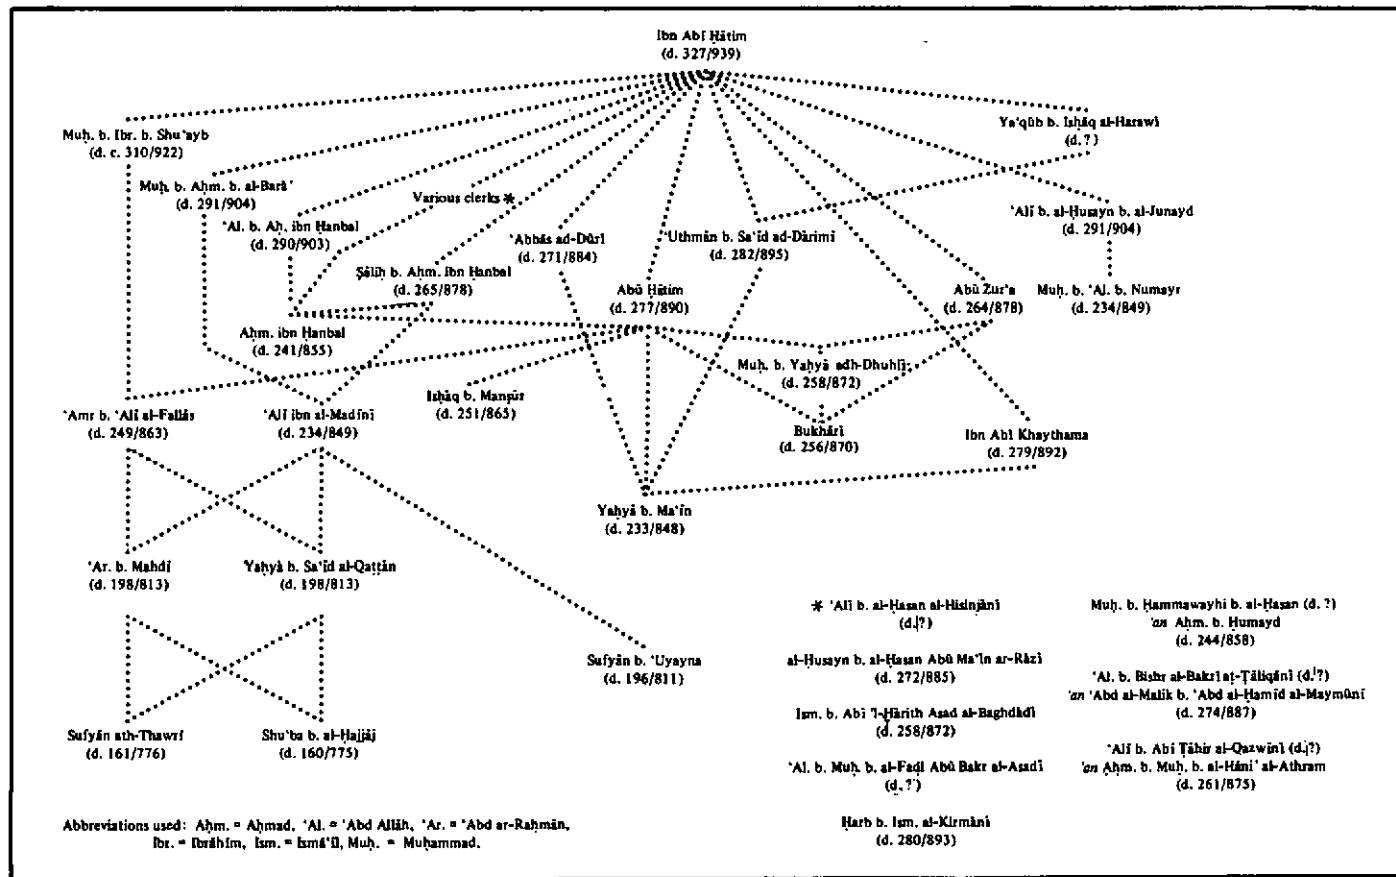 Ibn Abī Ḥātim
(d. 327/939)
Muḥ. b. Ibr. b. Shu'ayb
(d. c. 310/922)
Ya'qūb b. Isḥāq al-Harawī
(d. ?)
Muḥ. b. Aḥm. b. al-Barā'
(d. 291/904)
Various clerks *
'Al. b. Aḥ. ibn Ḥanbal
(d. 290/903)
'Abbās ad-Dūrī
(d. 271/884)
'Uthmān b. Sa'īd ad-Dārimī
(d. 282/895)
'Alī b. al-Ḥusayn b. al-Junayd
(d. 291/904)
Ṣāliḥ b. Aḥm. ibn Ḥanbal
(d. 265/878)
Abū Ḥātim
(d. 277/890)
Abū Zur'a
(d. 264/878)
Muḥ. b. 'Al. b. Numayr
(d. 234/849)
Aḥm. ibn Ḥanbal
(d. 241/855)
Muḥ. b. Yaḥyā adh-Dhuhlī
(d. 258/872)
Isḥāq b. Manṣūr
(d. 251/865)
'Amr b. 'Alī al-Fallās
(d. 249/863)
'Alī ibn al-Madīnī
(d. 234/849)
Bukhārī
(d. 256/870)
Ibn Abī Khaythama
(d. 279/892)
Yaḥyā b. Ma'īn
(d. 233/848)
'Ar. b. Mahdī
(d. 198/813)
Yaḥyā b. Sa'īd al-Qaṭṭān
(d. 198/813)
Sufyān b. 'Uyayna
(d. 196/811)
Sufyān ath-Thawrī
(d. 161/776)
Shu'ba b. al-Ḥajjāj
(d. 160/775)
* 'Alī b. al-Ḥasan al-Hisinjānī
(d. ?)
al-Ḥusayn b. al-Ḥasan Abū Ma'īn ar-Rāzī
(d. 272/885)
Ism. b. Abī 'l-Ḥārith Asad al-Baghdādī
(d. 258/872)
'Al. b. Muḥ. b. al-Faḍl Abū Bakr al-Asadī
(d. ?)
Ḥarb b. Ism. al-Kirmānī
(d. 280/893)
Muḥ. b. Ḥammawayhi b. al-Ḥasan (d. ?)
'an Aḥm. b. Ḥumayd
(d. 244/858)
'Al. b. Bishr al-Bakrī aṭ-Ṭāliqānī (d. ?)
'an 'Abd al-Malik b. 'Abd al-Ḥamīd al-Maymūnī
(d. 274/887)
'Alī b. Abī Ṭāhir al-Qazwīnī (d. ?)
'an Aḥm. b. Muḥ. b. al-Hāni' al-Athram
(d. 261/875)
Abbreviations used: Aḥm. = Aḥmad, 'Al. = 'Abd Allāh, 'Ar. = 'Abd ar-Raḥmān,
Ibr. = Ibrāhīm, Ism. = Ismā'īl, Muḥ. = Muḥammad.